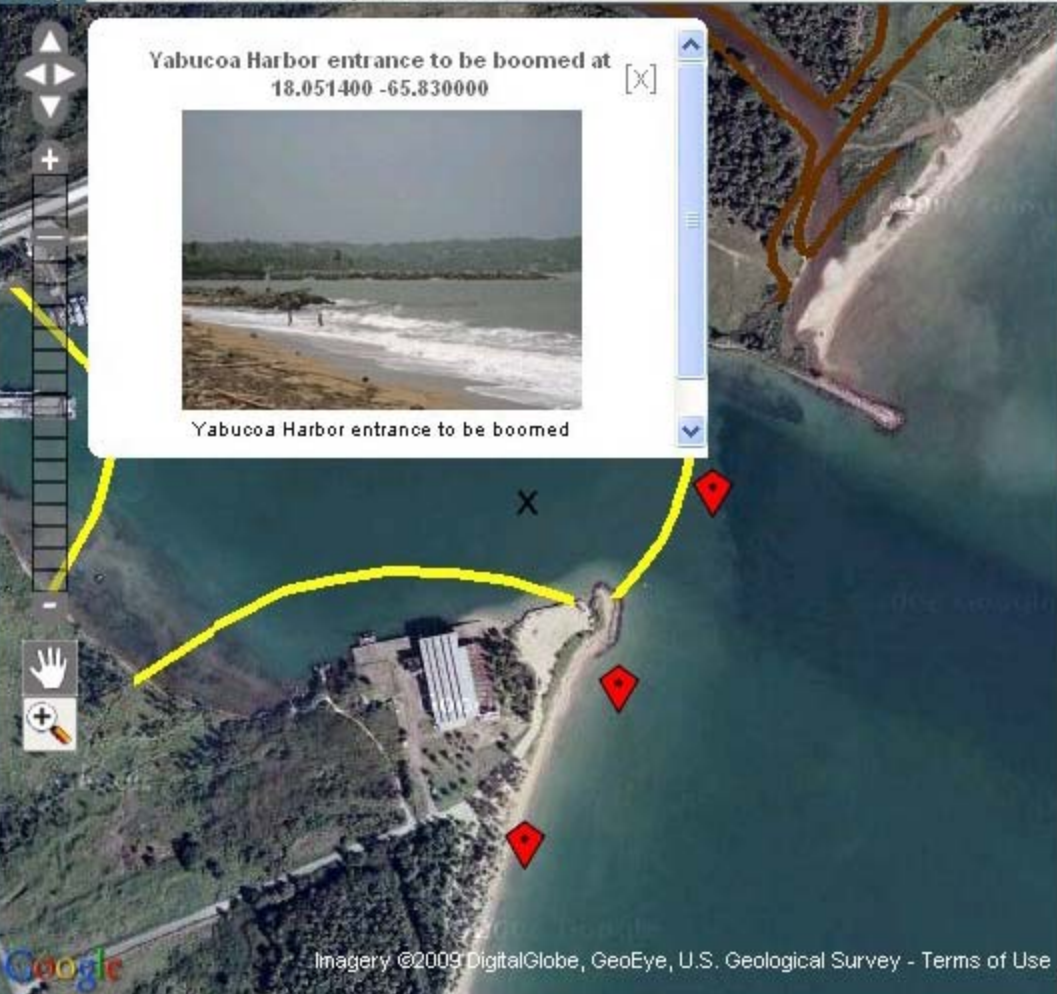 Yabucoa Harbor entrance to be boomed at
18.051400 -65.830000
[x]
Yabucoa Harbor entrance to be boomed
X
Google
Imagery ©2009 DigitalGlobe, GeoEye, U.S. Geological Survey - Terms of Use